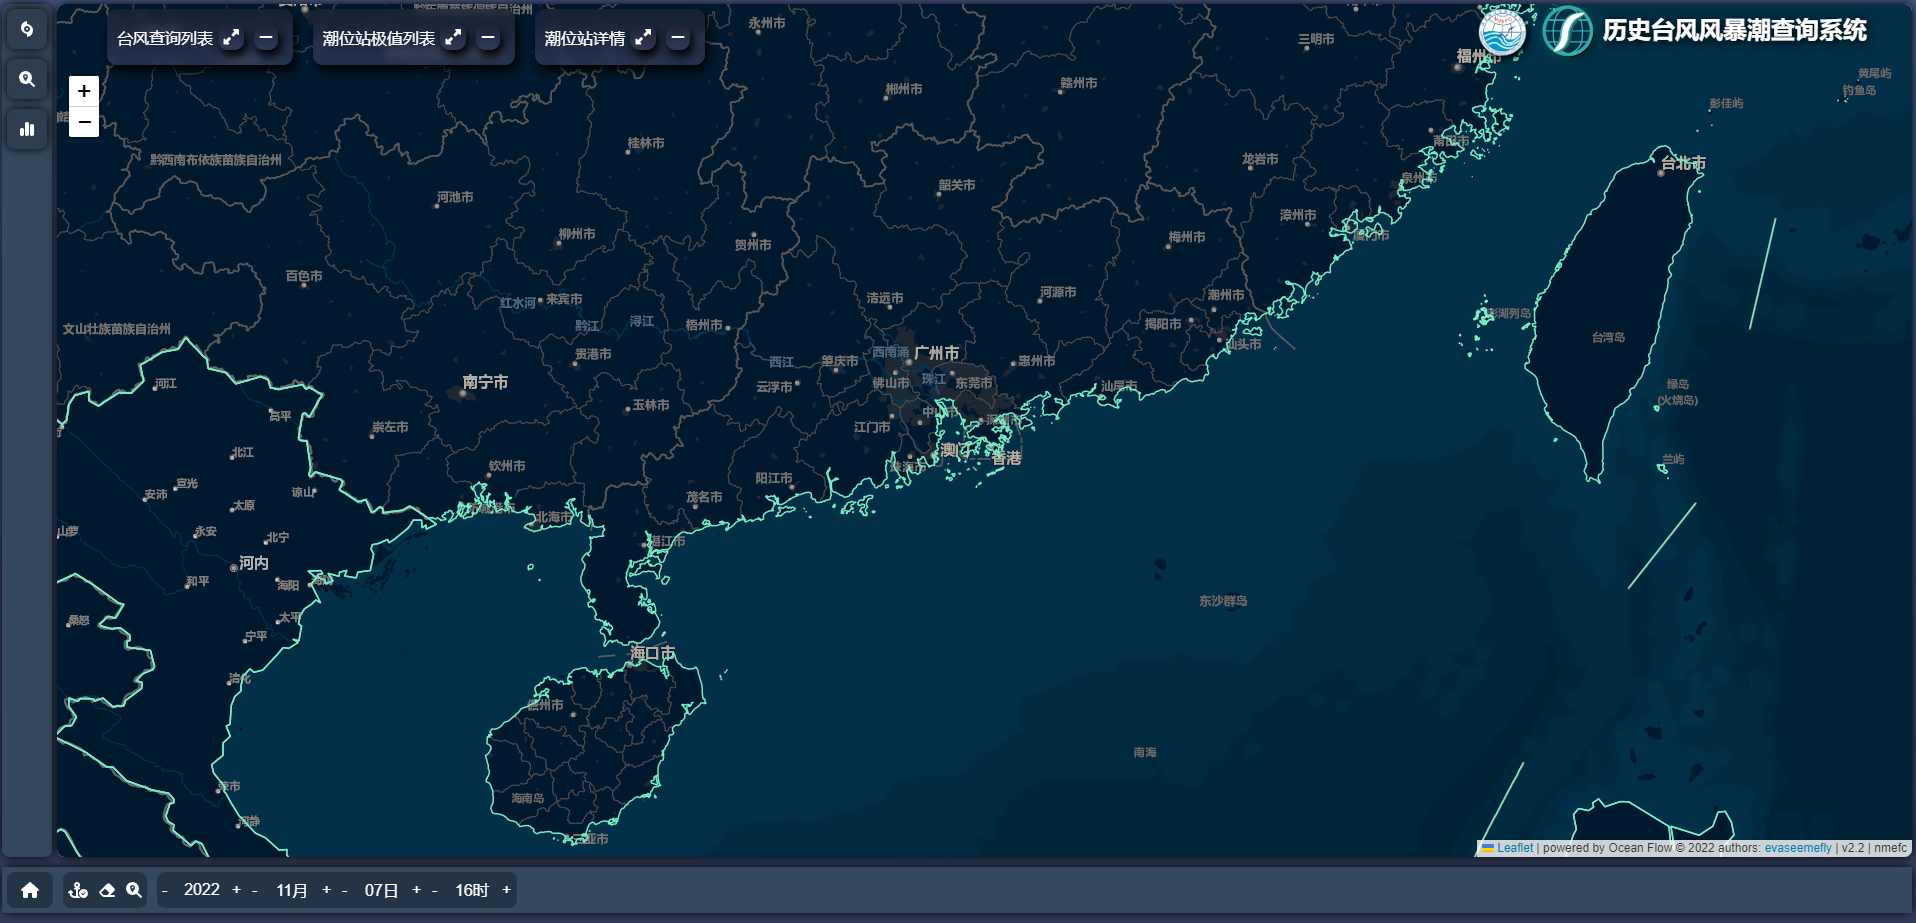 台风查询列表
潮位站极值列表
潮位站详情
历史台风风暴潮查询系统
+
−
永州市
三明市
福州市
郴州市
赣州市
黄尾屿
钓鱼岛
彭佳屿
桂林市
黔西南布依族苗族自治州
龙岩市
莆田市
台北市
韶关市
泉州市
河池市
漳州市
柳州市
贺州市
梅州市
厦门市
百色市
红水河
来宾市
清远市
河源市
潮州市
澎湖列岛
文山壮族苗族自治州
黔江
浔江
梧州市
揭阳市
汕头市
台湾岛
贵港市
西江
肇庆市
西南涌
广州市
惠州市
河江
南宁市
云浮市
佛山市
珠江
东莞市
汕尾市
绿岛
(火烧岛)
高平
玉林市
中山市
深圳市
崇左市
江门市
北江
澳门
香港
兰屿
钦州市
珠海市
阳江市
宣光
安沛
谅山
茂名市
太原
北海市
永安
北宁
湛江市
河内
和平
海阳
东沙群岛
太平
桑怒
宁平
海口市
清化
儋州市
南海
荣市
海南岛
河静
三亚市
Leaflet | powered by Ocean Flow © 2022 authors: evaseemefly | v2.2 | nmefc
- 2022 + - 11月 + - 07日 + - 16时 +